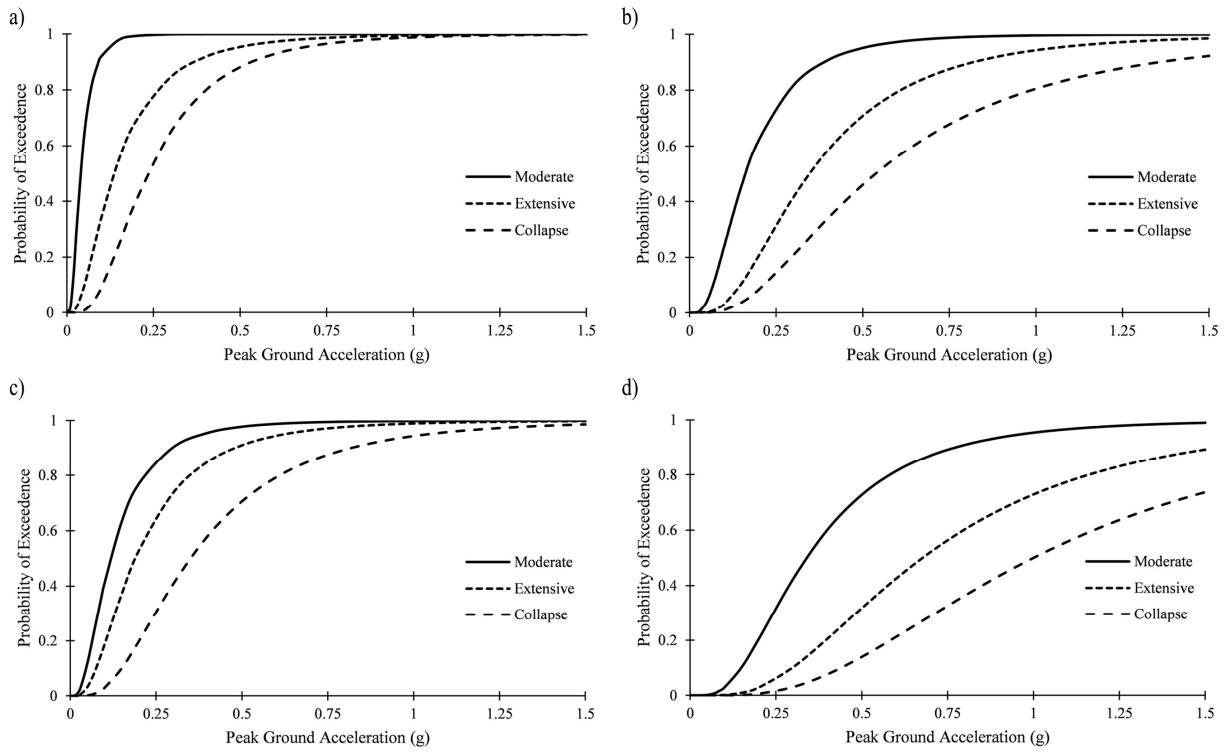 a)
1
0.8
0.6
0.4
0.2
0
0
0.25
0.5
0.75
1
1.25
1.5
Probability of Exceedence
Peak Ground Acceleration (g)
Moderate
Extensive
Collapse
b)
1
0.8
0.6
0.4
0.2
0
0
0.25
0.5
0.75
1
1.25
1.5
Probability of Exceedence
Peak Ground Acceleration (g)
Moderate
Extensive
Collapse
c)
1
0.8
0.6
0.4
0.2
0
0
0.25
0.5
0.75
1
1.25
1.5
Probability of Exceedence
Peak Ground Acceleration (g)
Moderate
Extensive
Collapse
d)
1
0.8
0.6
0.4
0.2
0
0
0.25
0.5
0.75
1
1.25
1.5
Probability of Exceedence
Peak Ground Acceleration (g)
Moderate
Extensive
Collapse